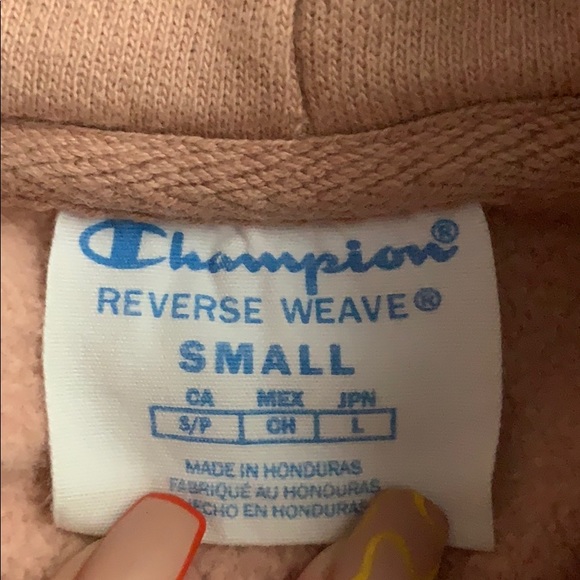 Champion®
REVERSE WEAVE®
SMALL
CA MEX JPN
S/P CH L
MADE IN HONDURAS
FABRIQUÉ AU HONDURAS
HECHO EN HONDURAS